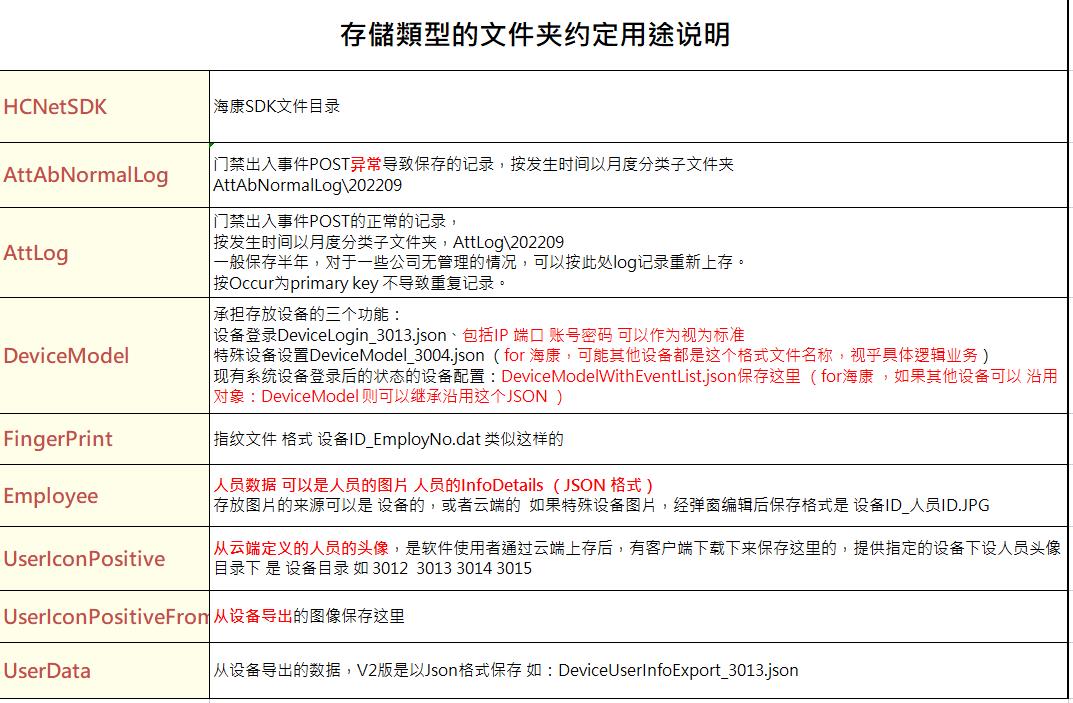 存儲類型的文件夹约定用途说明
HCNetSDK
海康SDK文件目录
AttAbNormalLog
门禁出入事件POST异常导致保存的记录，按发生时间以月度分类子文件夹
AttAbNormalLog\202209
AttLog
门禁出入事件POST的正常的记录，
按发生时间以月度分类子文件夹，AttLog\202209
一般保存半年，对于一些公司无管理的情况，可以按此处log记录重新上存。
按Occur为primary key 不导致重复记录。
DeviceModel
承担存放设备的三个功能：
设备登录DeviceLogin_3013.json、包括IP 端口 账号密码 可以作为视为标准
特殊设备设置DeviceModel_3004.json（for 海康，可能其他设备都是这个格式文件名称，视乎具体逻辑业务）
现有系统设备登录后的状态的设备配置：DeviceModelWithEventList.json保存这里（for海康 ，如果其他设备可以 沿用
对象：DeviceModel 则可以继承沿用这个JSON ）
FingerPrint
指纹文件 格式 设备ID_EmployNo.dat 类似这样的
Employee
人员数据 可以是人员的图片 人员的InfoDetails （JSON 格式）
存放图片的来源可以是 设备的，或者云端的 如果特殊设备图片，经弹窗编辑后保存格式是 设备ID_人员ID.JPG
UserIconPositive
从云端定义的人员的头像，是软件使用者通过云端上存后，有客户端下载下来保存这里的，提供指定的设备下设人员头像
目录下 是 设备目录 如 3012 3013 3014 3015
UserIconPositiveFrom
从设备导出的图像保存这里
UserData
从设备导出的数据，V2版是以Json格式保存 如：DeviceUserInfoExport_3013.json